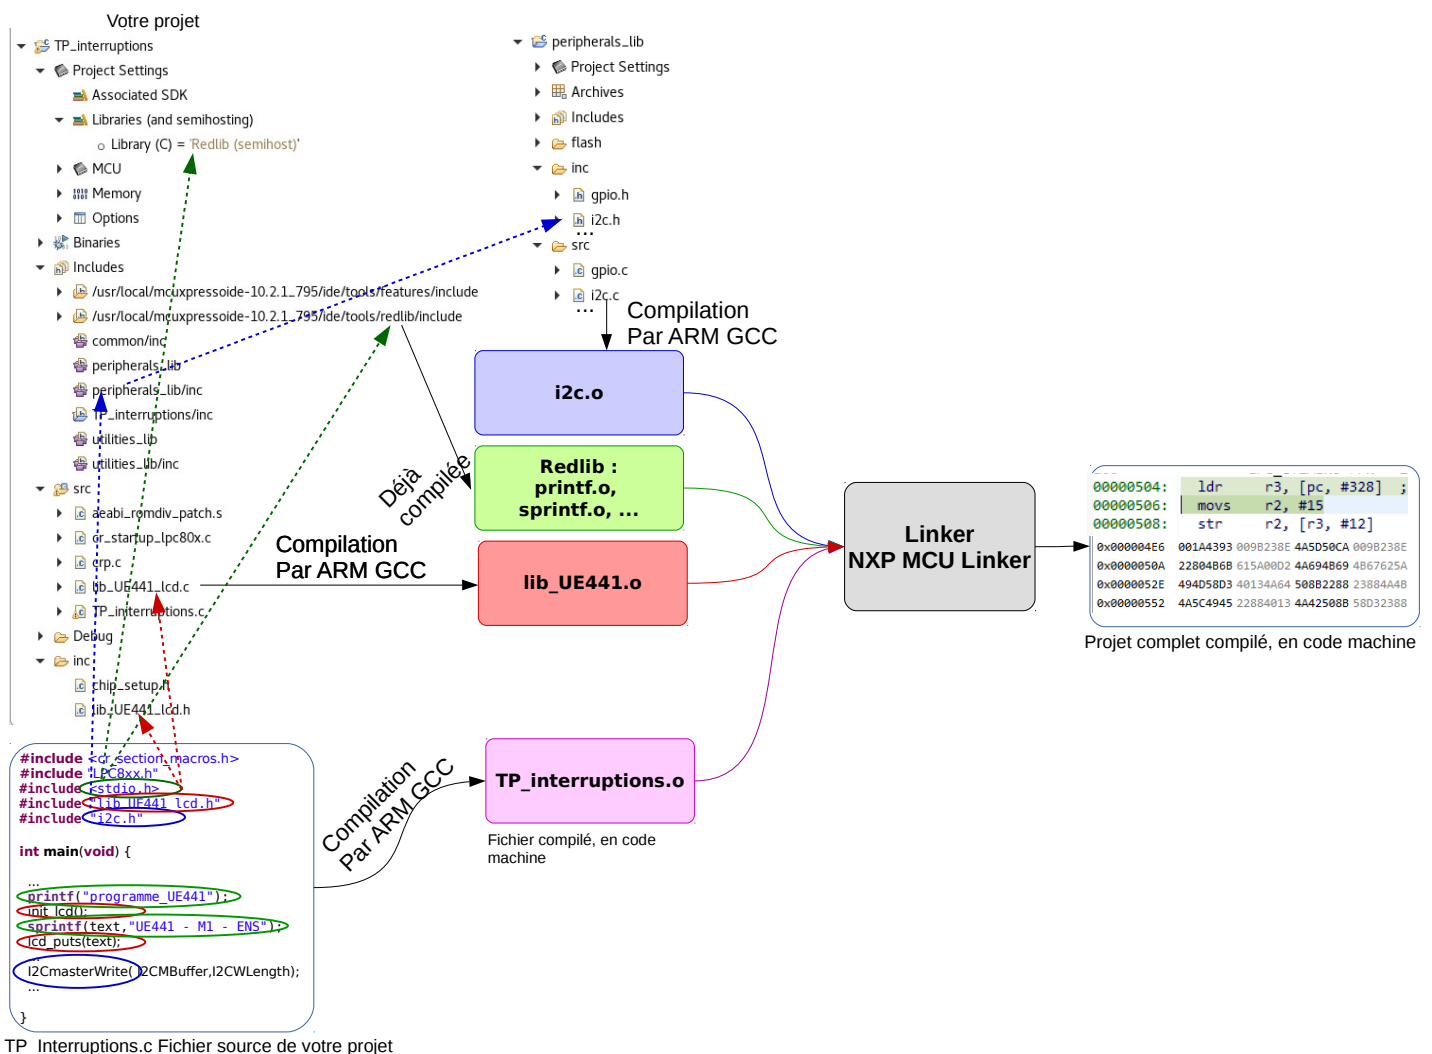 Votre projet
TP_interruptions
Project Settings
Associated SDK
Libraries (and semihosting)
Library (C) = 'Redlib (semihost)'
MCU
Memory
Options
Binaries
Includes
/usr/local/mcuxpressoide-10.2.1_795/ide/tools/features/include
/usr/local/mcuxpressoide-10.2.1_795/ide/tools/redlib/include
common/inc
peripherals_lib
peripherals_lib/inc
TP_interruptions/inc
utilities_lib
utilities_lib/inc
src
aeabi_romdiv_patch.s
cr_startup_lpc80x.c
crp.c
lib_UE441_lcd.c
TP_interruptions.c
Debug
inc
chip_setup.h
lib_UE441_lcd.h
peripherals_lib
Project Settings
Archives
Includes
flash
inc
gpio.h
i2c.h
...
src
gpio.c
i2c.c
...
Compilation
Par ARM GCC
i2c.o
Déjà
compilée
Redlib :
printf.o,
sprintf.o, ...
Compilation
Par ARM GCC
lib_UE441.o
Linker
NXP MCU Linker
00000504: ldr r3, [pc, #328] ;
00000506: movs r2, #15
00000508: str r2, [r3, #12]
0x000004E6 001A4393 009B238E 4A5D50CA 009B238E
0x0000050A 22804B6B 615A00D2 4A694B69 4B67625A
0x0000052E 494D58D3 40134A64 508B2288 23884A4B
0x00000552 4A5C4945 22884013 4A42508B 58D32388
Projet complet compilé, en code machine
#include <cr_section_macros.h>
#include "LPC8xx.h"
#include <stdio.h>
#include "lib_UE441_lcd.h"
#include "i2c.h"
int main(void) {
...
printf("programme_UE441");
init_lcd();
sprintf(text,"UE441 - M1 - ENS");
lcd_puts(text);
...
I2CmasterWrite( I2CMBuffer,I2CWLength);
...
}
TP_Interruptions.c Fichier source de votre projet
Compilation
Par ARM GCC
TP_interruptions.o
Fichier compilé, en code
machine